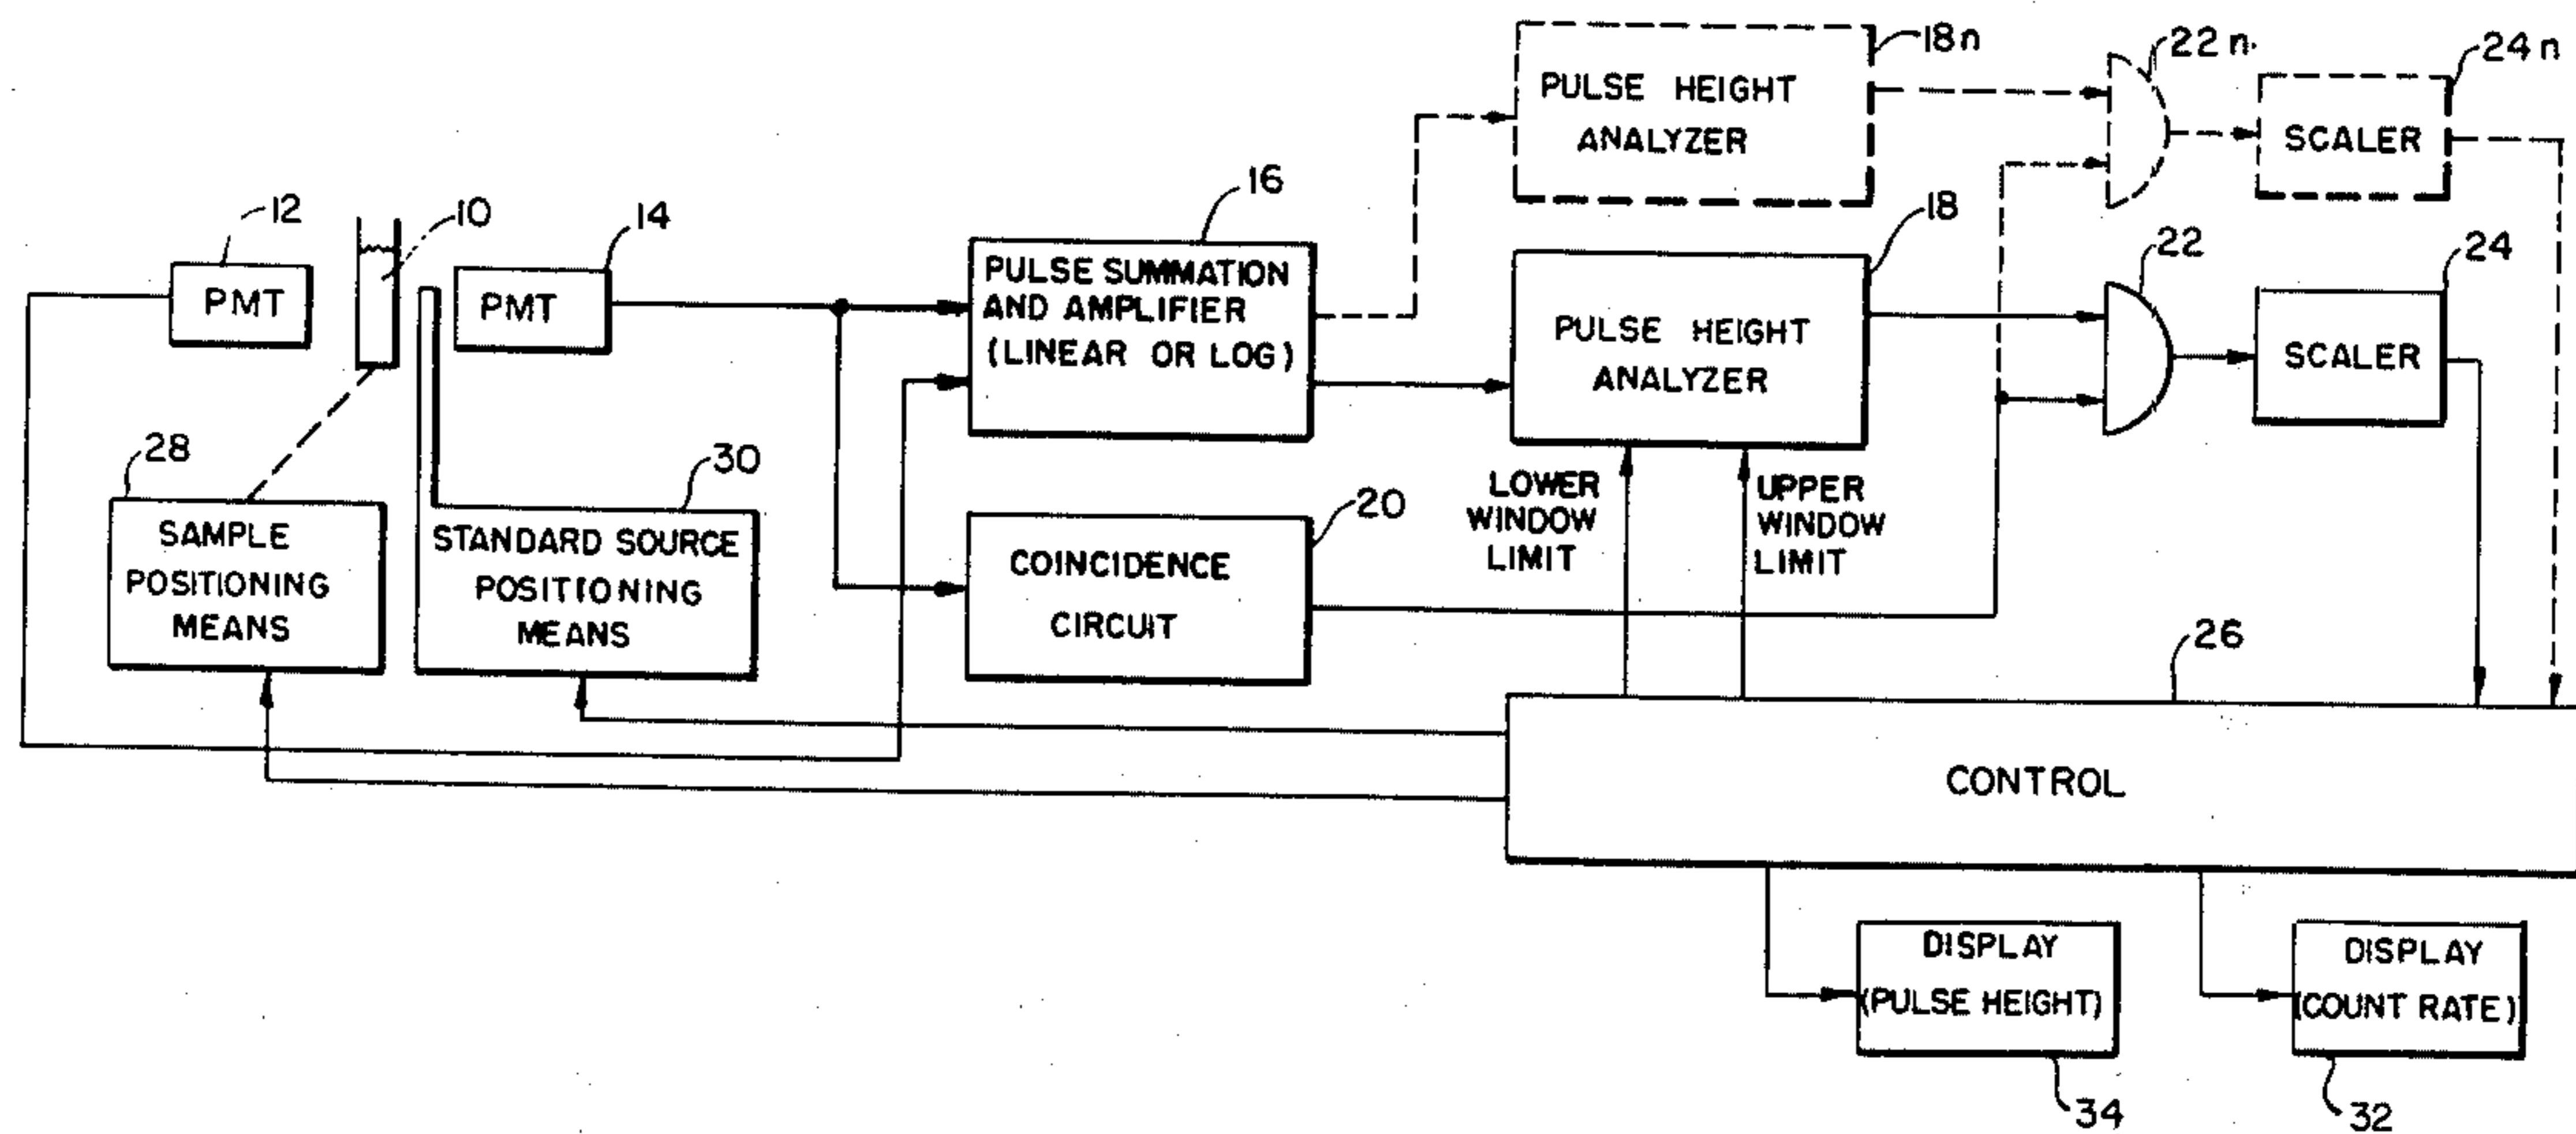 18n
22n
24n
PULSE HEIGHT
ANALYZER
SCALER
12
10
14
16
18
22
24
PMT
PMT
PULSE SUMMATION
AND AMPLIFIER
(LINEAR OR LOG)
PULSE HEIGHT
ANALYZER
SCALER
28
30
20
LOWER
WINDOW
LIMIT
UPPER
WINDOW
LIMIT
SAMPLE
POSITIONING
MEANS
STANDARD SOURCE
POSITIONING
MEANS
COINCIDENCE
CIRCUIT
26
CONTROL
DISPLAY
(PULSE HEIGHT)
DISPLAY
(COUNT RATE)
34
32